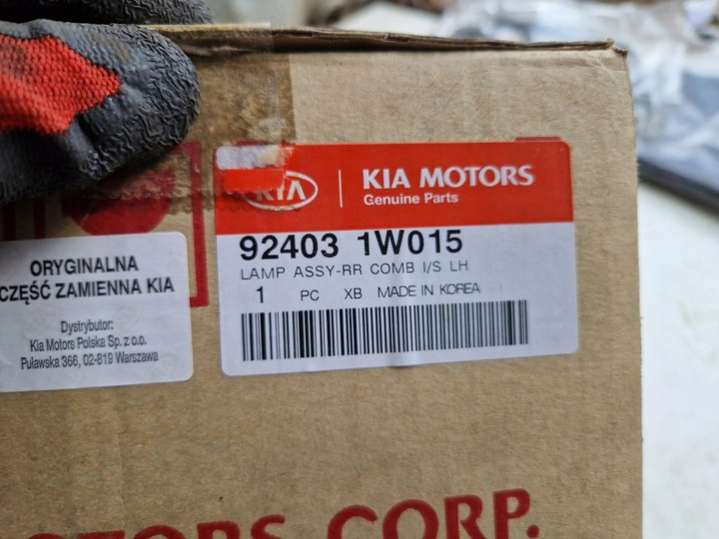 KIA
KIA MOTORS
Genuine Parts
92403 1W015
LAMP ASSY-RR COMB I/S LH
1 PC XB MADE IN KOREA
ORYGINALNA
CZĘŚĆ ZAMIENNA KIA
Dystrybutor:
Kia Motors Polska Sp. z o.o.
Puławska 366, 02-819 Warszawa
CORP.